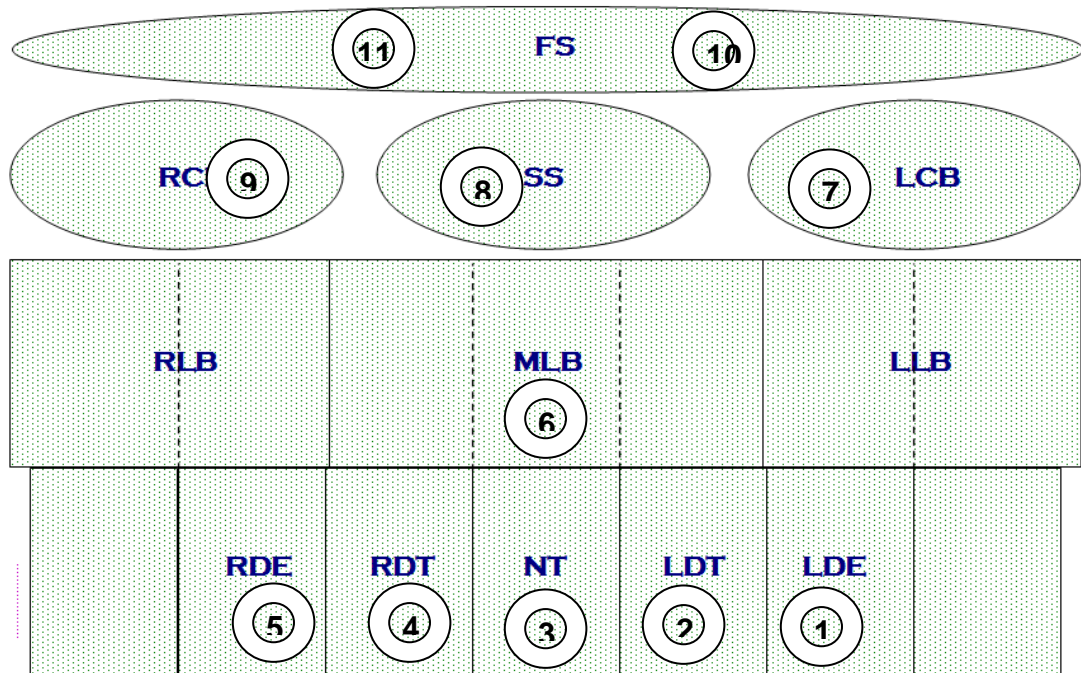 11 FS 10
RC 9 8 SS 7 LCB
RLB MLB LLB
6
RDE RDT NT LDT LDE
5 4 3 2 1